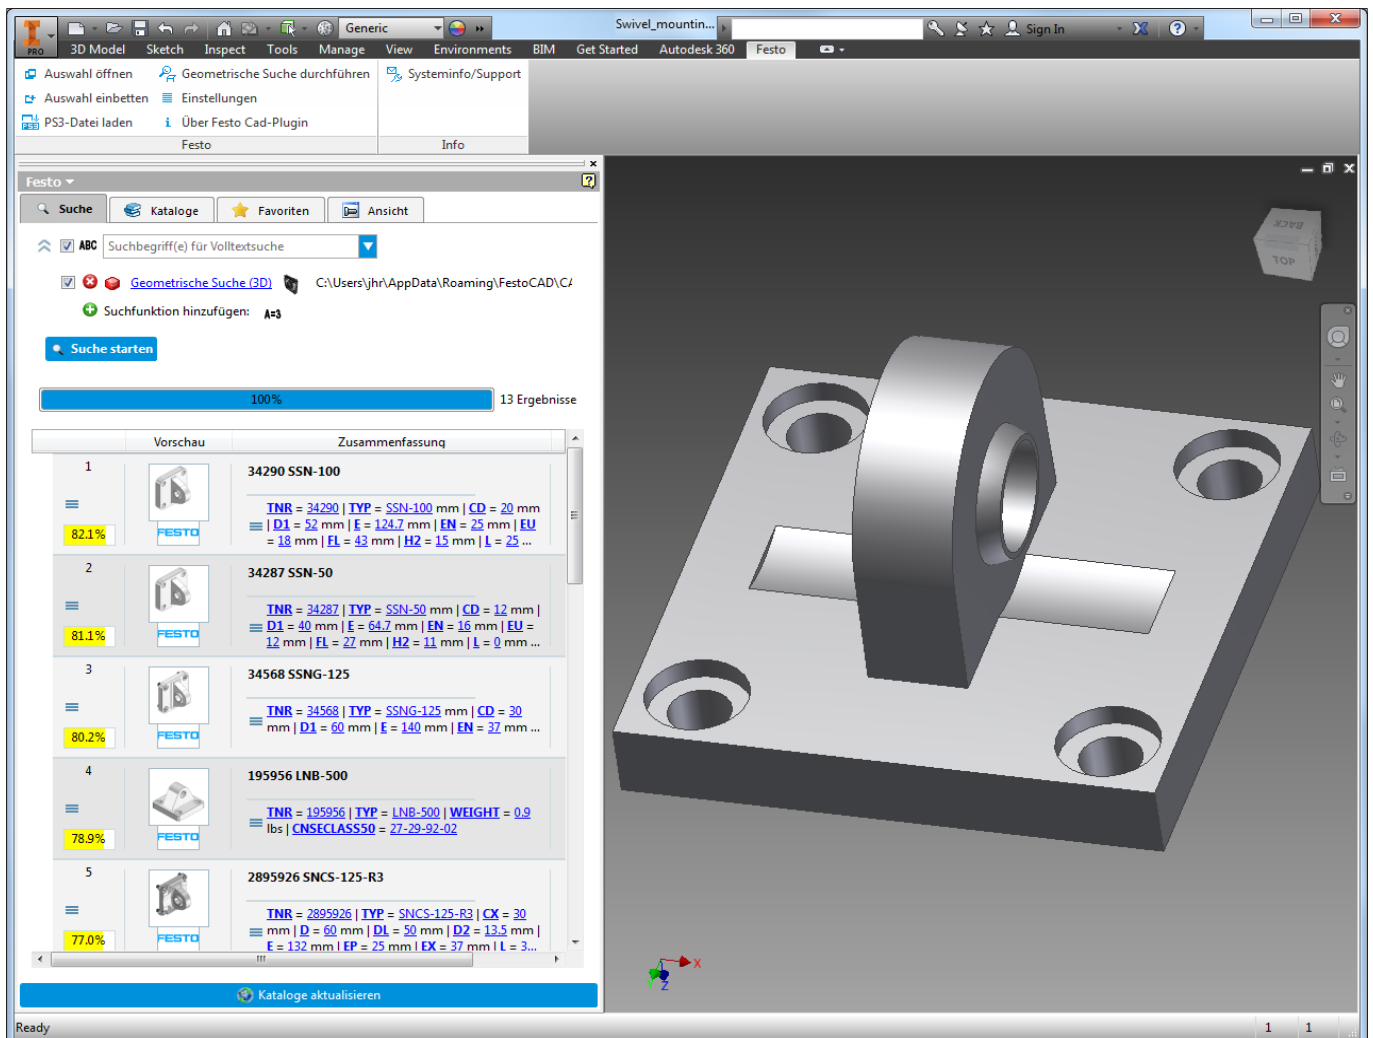 Generic
Swivel_mountin...
Sign In
PRO
3D Model Sketch Inspect Tools Manage View Environments BIM Get Started Autodesk 360 Festo
Auswahl öffnen Geometrische Suche durchführen Systeminfo/Support
Auswahl einbetten Einstellungen
PS3-Datei laden Über Festo Cad-Plugin
Festo Info
Festo
Suche Kataloge Favoriten Ansicht
ABC Suchbegriff(e) für Volltextsuche
Geometrische Suche (3D) C:\Users\jhr\AppData\Roaming\FestoCAD\CA
Suchfunktion hinzufügen: A=3
Suche starten
100% 13 Ergebnisse
Vorschau Zusammenfassung
1
34290 SSN-100
TNR = 34290 | TYP = SSN-100 mm | CD = 20 mm
| D1 = 52 mm | E = 124.7 mm | EN = 25 mm | EU
= 18 mm | FL = 43 mm | H2 = 15 mm | L = 25 ...
82.1%
FESTO
2
34287 SSN-50
TNR = 34287 | TYP = SSN-50 mm | CD = 12 mm |
D1 = 40 mm | E = 64.7 mm | EN = 16 mm | EU =
12 mm | FL = 27 mm | H2 = 11 mm | L = 0 mm ...
81.1%
FESTO
3
34568 SSNG-125
TNR = 34568 | TYP = SSNG-125 mm | CD = 30
mm | D1 = 60 mm | E = 140 mm | EN = 37 mm ...
80.2%
FESTO
4
195956 LNB-500
TNR = 195956 | TYP = LNB-500 | WEIGHT = 0.9
lbs | CNSECLASS50 = 27-29-92-02
78.9%
FESTO
5
2895926 SNCS-125-R3
TNR = 2895926 | TYP = SNCS-125-R3 | CX = 30
mm | D = 60 mm | DL = 50 mm | D2 = 13.5 mm |
E = 132 mm | EP = 25 mm | EX = 37 mm | L = 3...
77.0%
FESTO
Kataloge aktualisieren
BACK
TOP
X
Y
Z
Ready
1 1